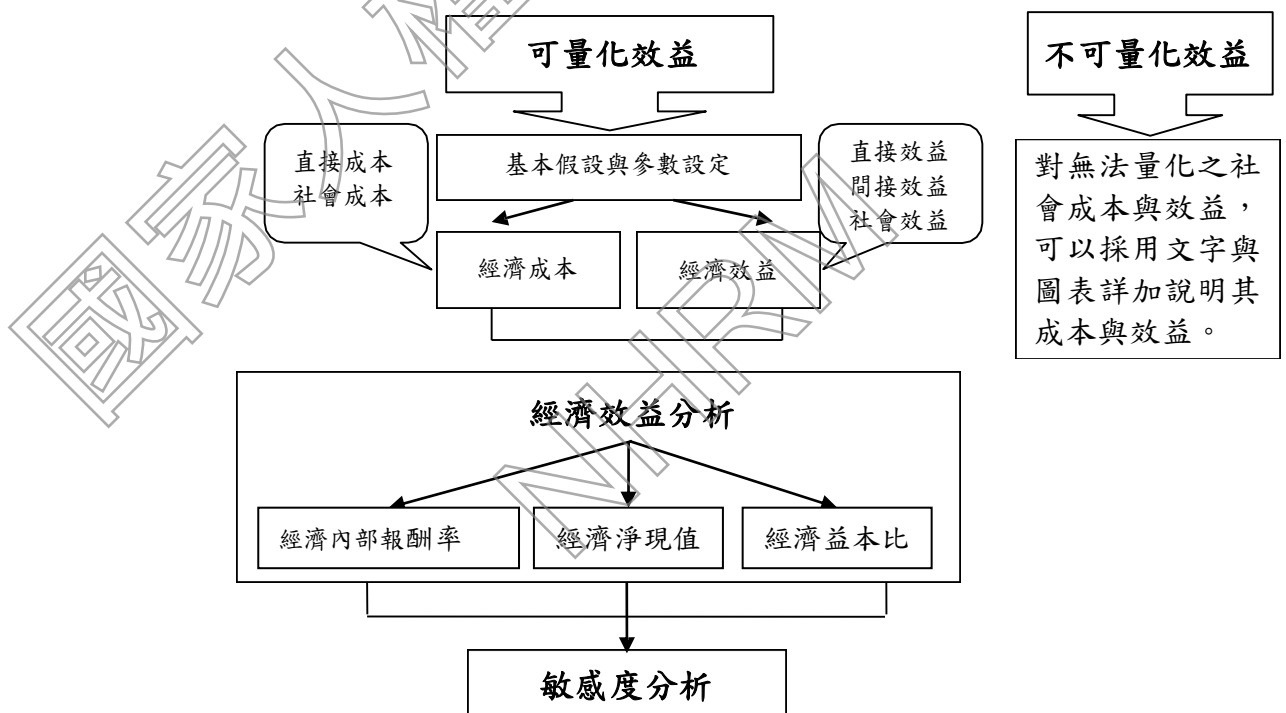 可量化效益
不可量化效益
直接成本
社會成本
基本假設與參數設定
直接效益
間接效益
社會效益
經濟成本
經濟效益
對無法量化之社
會成本與效益，
可以採用文字與
圖表詳加說明其
成本與效益。
經濟效益分析
經濟內部報酬率
經濟淨現值
經濟益本比
敏感度分析
國家人權
NHRM